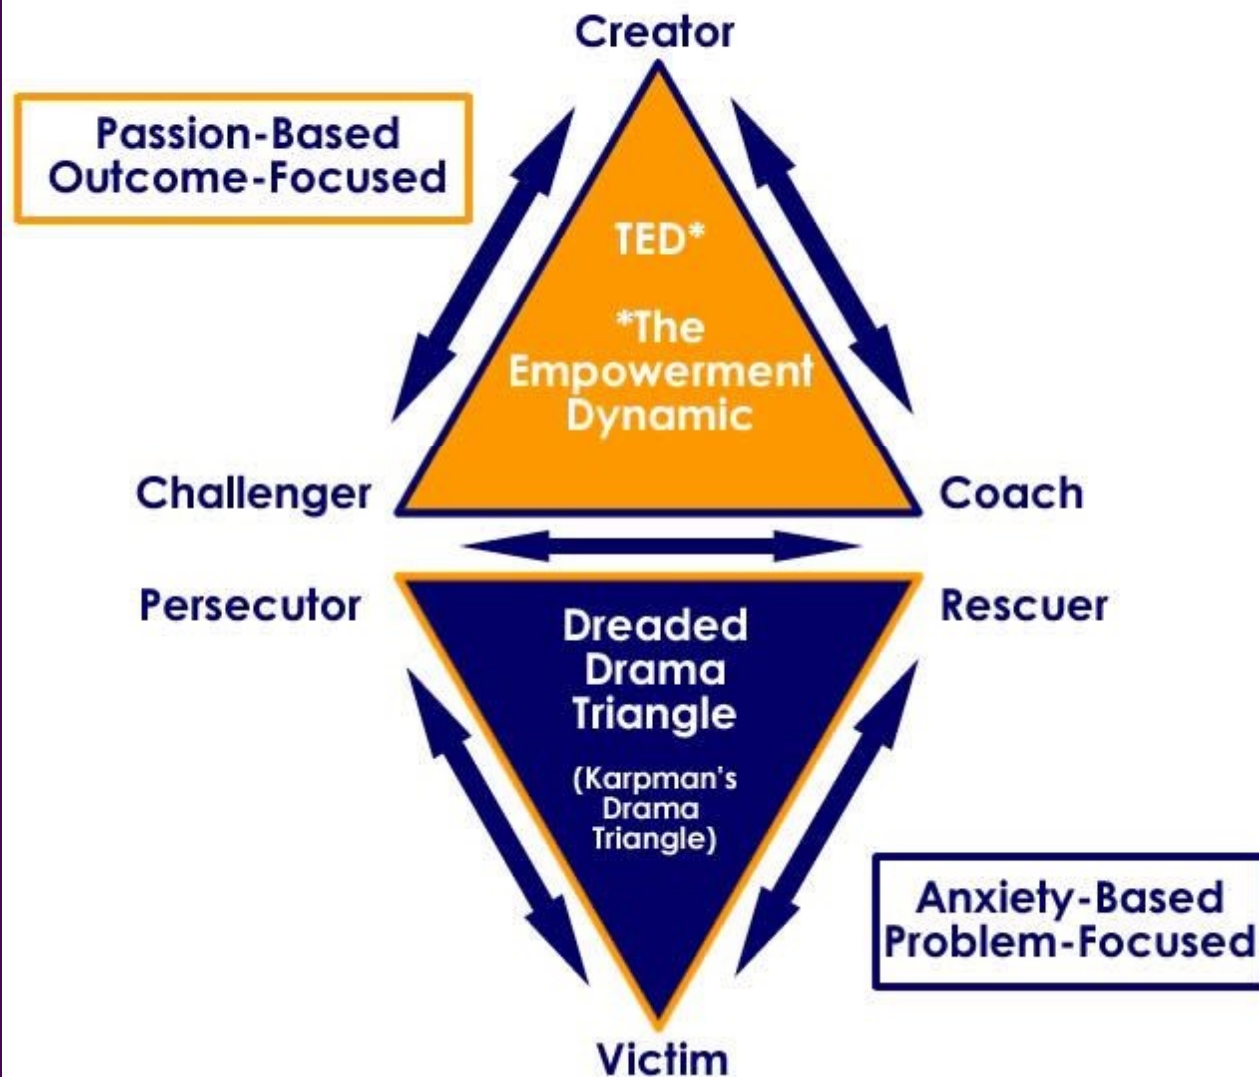 Creator
Passion-Based
Outcome-Focused
TED*
*The
Empowerment
Dynamic
Challenger
Coach
Persecutor
Rescuer
Dreaded
Drama
Triangle
(Karpman's
Drama
Triangle)
Anxiety-Based
Problem-Focused
Victim